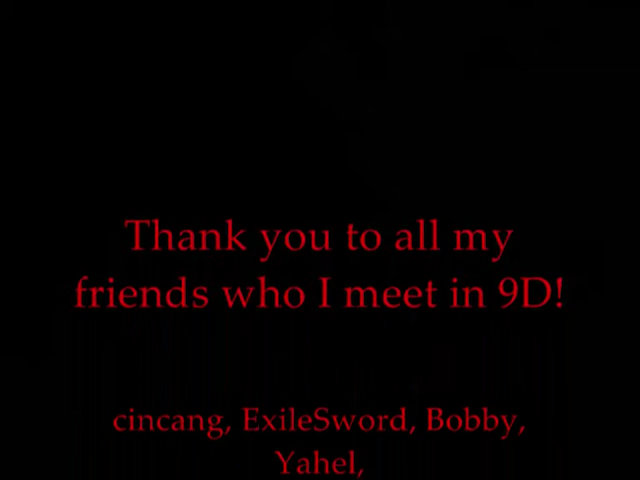 Thank you to all my
friends who I meet in 9D!
cincang, ExileSword, Bobby,
Yahel,